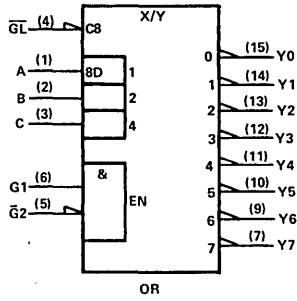 X/Y
G̅L̅ (4) C8
0 (15) Y0
A (1) 8D 1
1 (14) Y1
B (2) 2
2 (13) Y2
C (3) 4
3 (12) Y3
4 (11) Y4
&
G1 (6) EN
5 (10) Y5
G̅2 (5)
6 (9) Y6
7 (7) Y7
OR